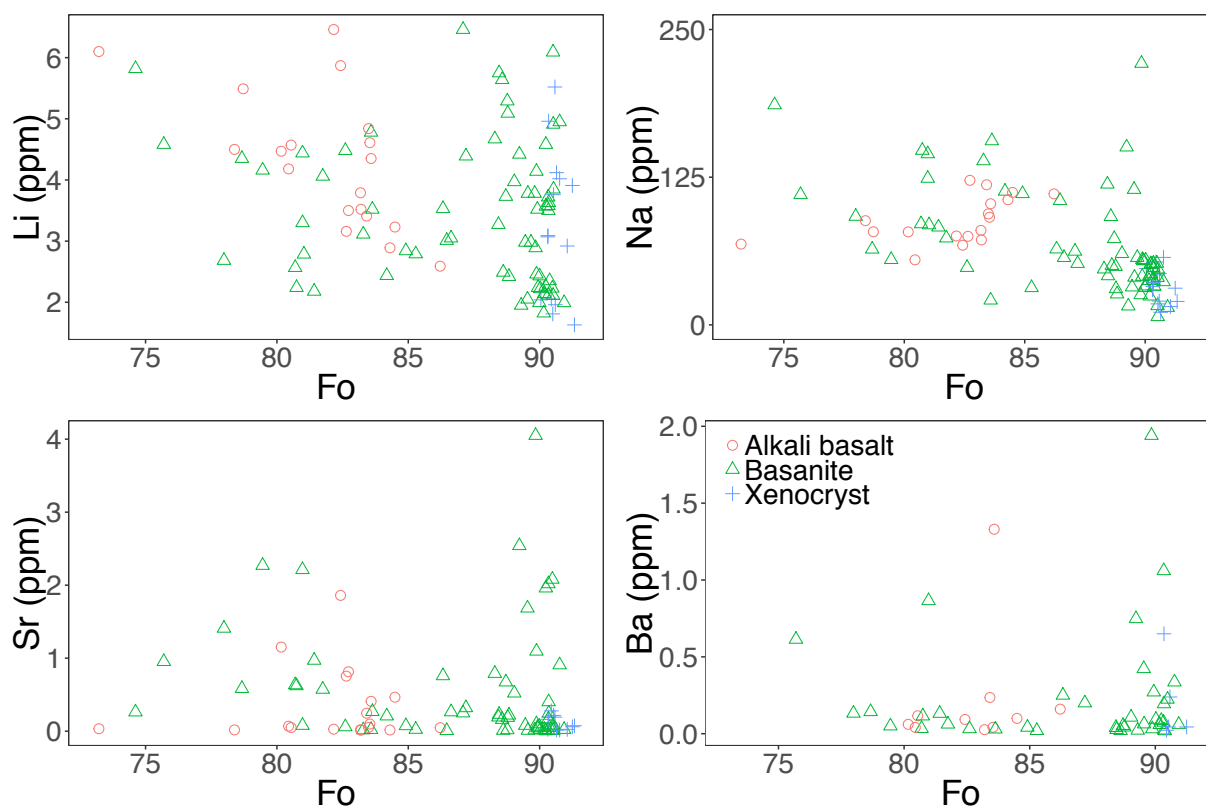 Li (ppm)
6
5
4
3
2
75 80 85 90
Fo
Na (ppm)
250
125
0
75 80 85 90
Fo
Sr (ppm)
4
3
2
1
0
75 80 85 90
Fo
Ba (ppm)
2.0
1.5
1.0
0.5
0.0
Alkali basalt
Basanite
Xenocryst
75 80 85 90
Fo